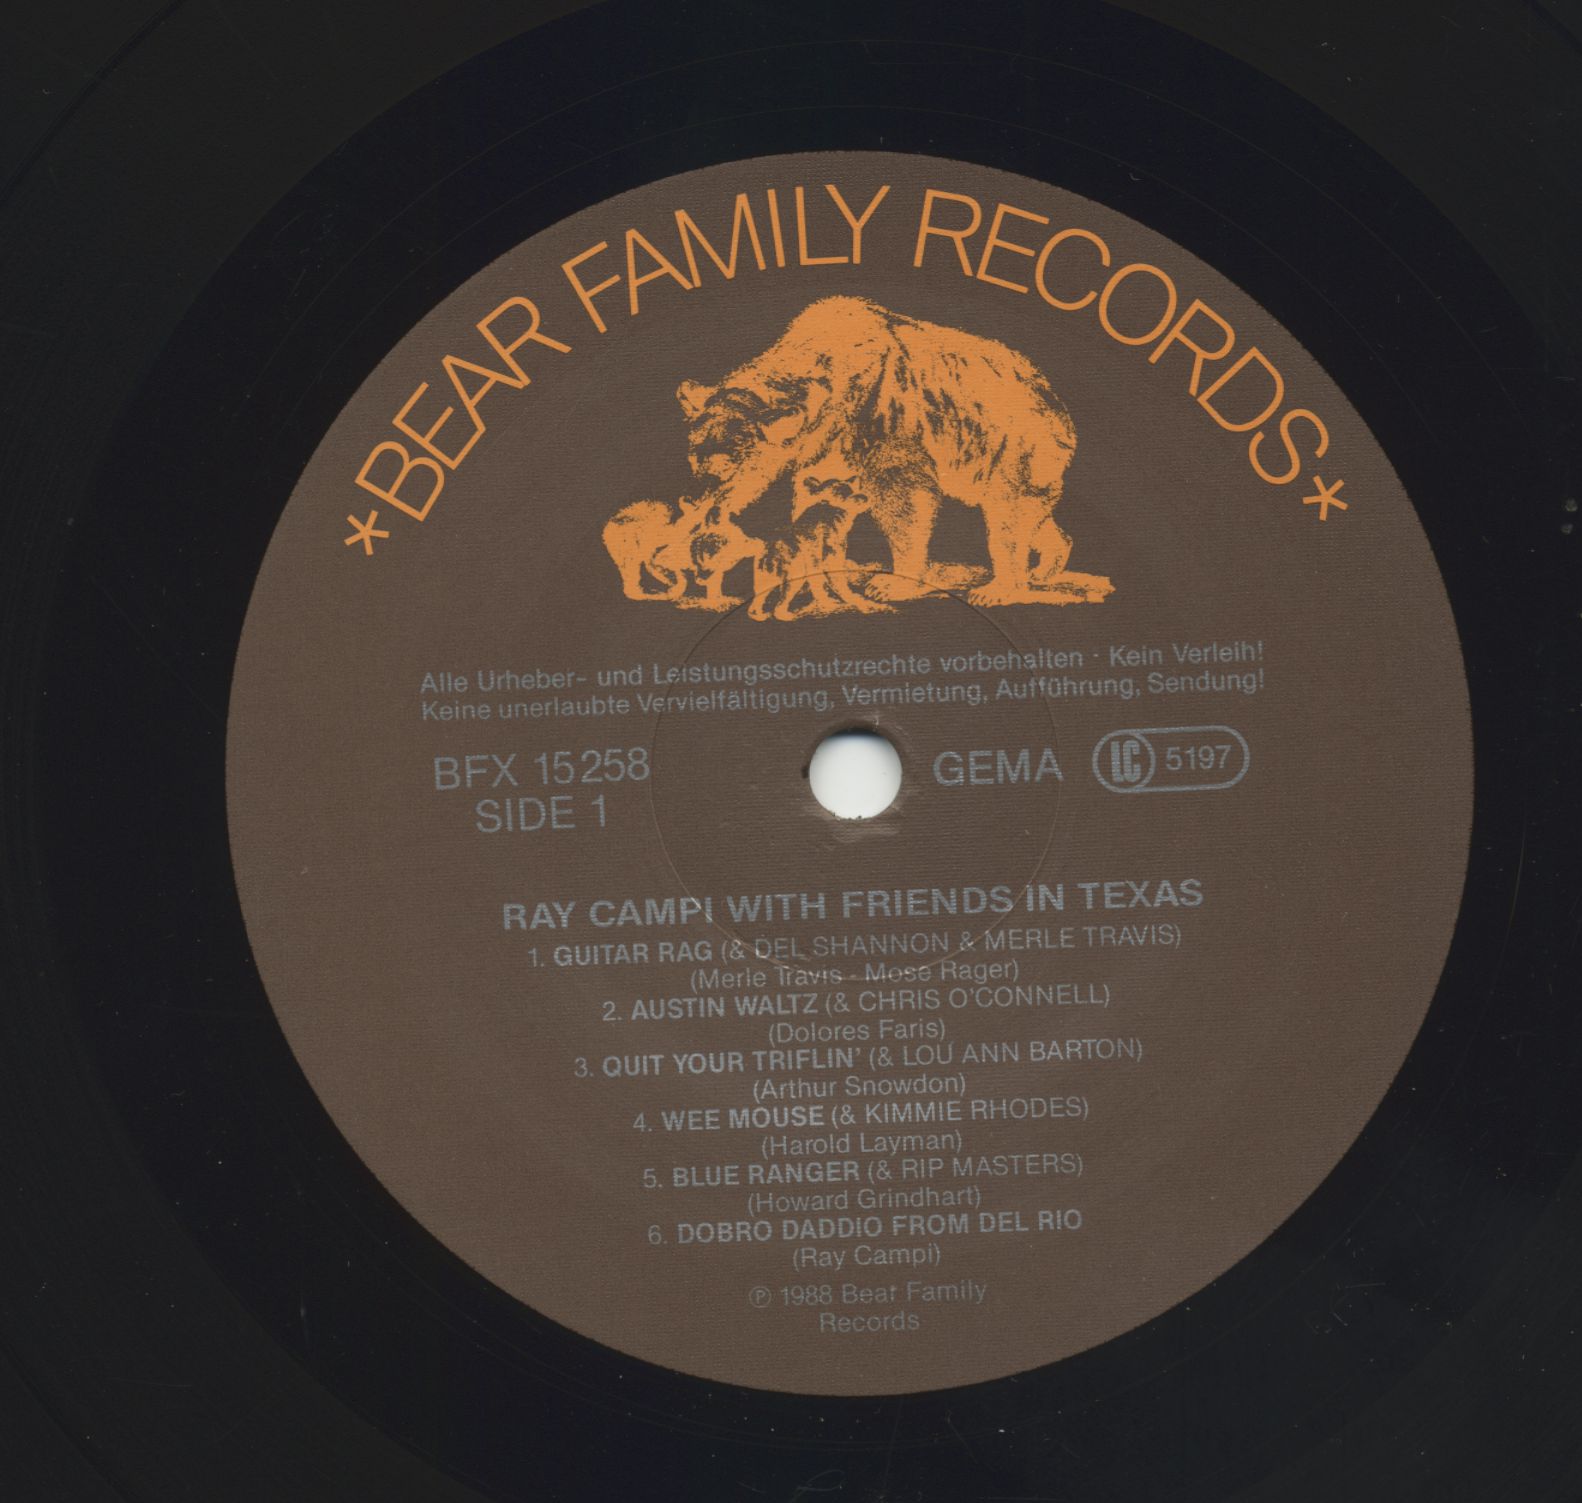 *BEAR FAMILY RECORDS*
Alle Urheber- und Leistungsschutzrechte vorbehalten · Kein Verleih!
Keine unerlaubte Vervielfältigung, Vermietung, Aufführung, Sendung!
BFX 15258 GEMA LC 5197
SIDE 1
RAY CAMPI WITH FRIENDS IN TEXAS
1. GUITAR RAG (& DEL SHANNON & MERLE TRAVIS)
(Merle Travis - Mose Rager)
2. AUSTIN WALTZ (& CHRIS O'CONNELL)
(Dolores Faris)
3. QUIT YOUR TRIFLIN' (& LOU ANN BARTON)
(Arthur Snowdon)
4. WEE MOUSE (& KIMMIE RHODES)
(Harold Layman)
5. BLUE RANGER (& RIP MASTERS)
(Howard Grindhart)
6. DOBRO DADDIO FROM DEL RIO
(Ray Campi)
℗ 1988 Bear Family
Records